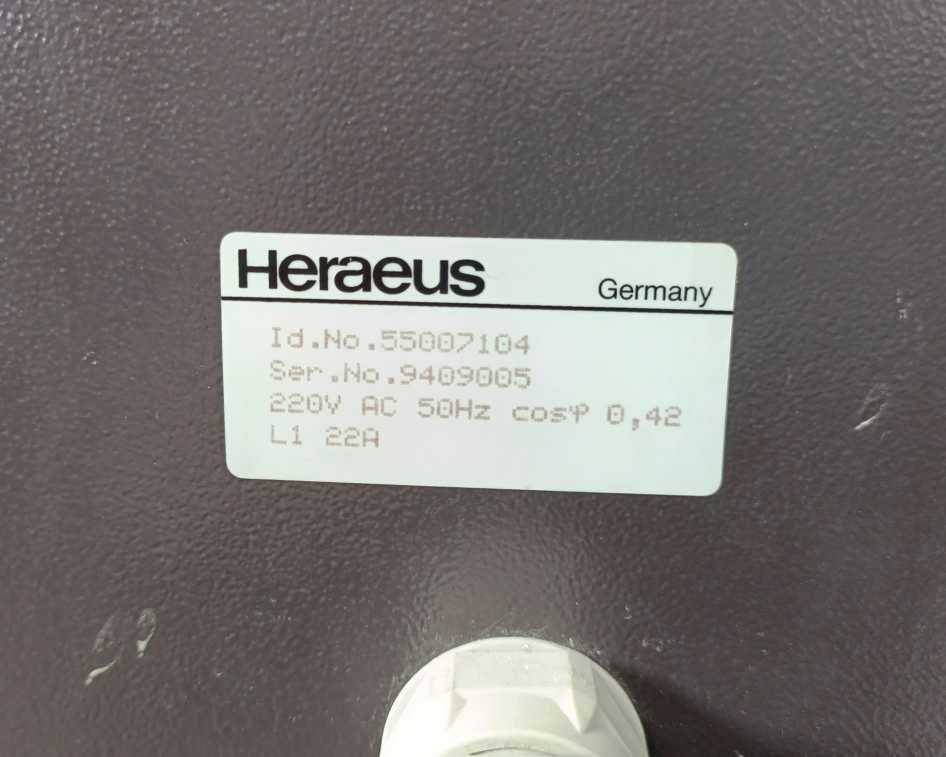 Heraeus
Germany
Id.No.55007104
Ser.No.9409005
220V AC 50Hz cosφ 0,42
L1 22A